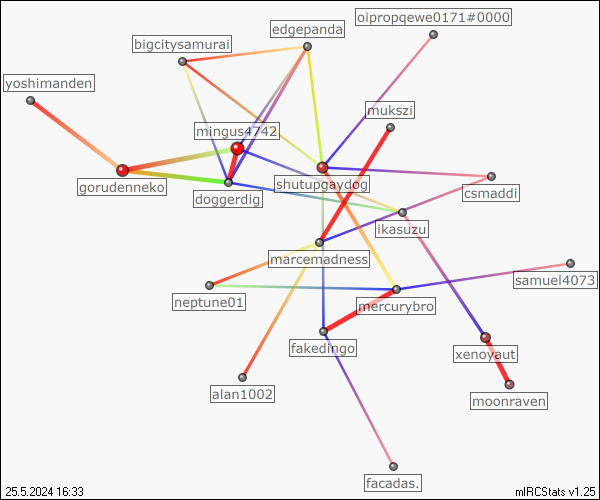 oipropqewe0171#0000
edgepanda
bigcitysamurai
yoshimanden
mukszi
mingus4742
gorudenneko
shutupgaydog
doggerdig
csmaddi
ikasuzu
marcemadness
samuel4073
neptune01
mercurybro
fakedingo
xenoyaut
alan1002
moonraven
facadas.
25.5.2024 16:33
mIRCStats v1.25